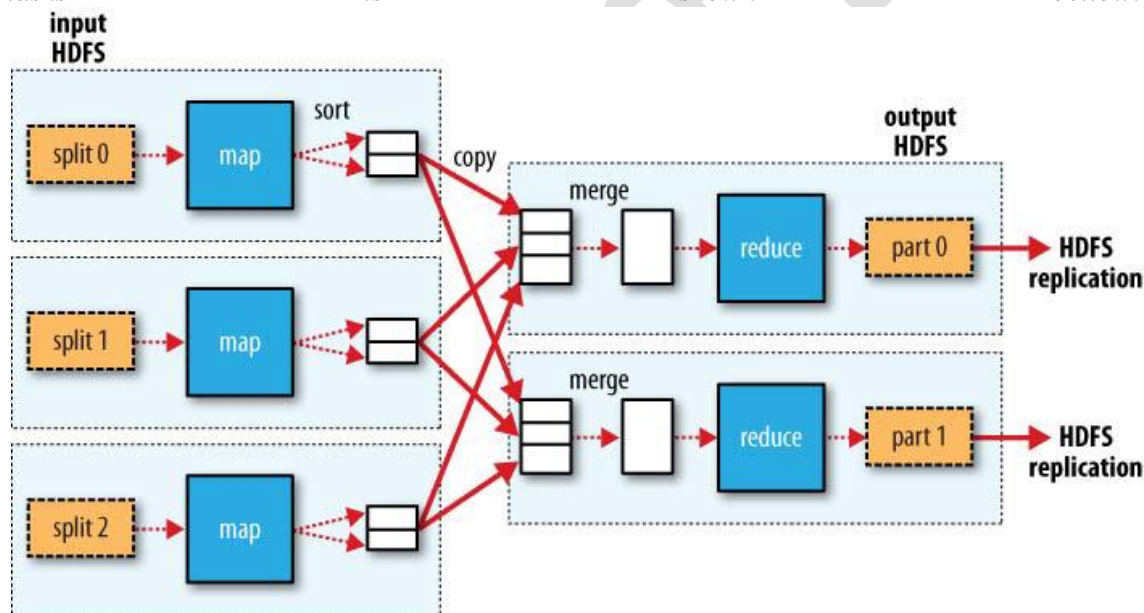 input
HDFS
split 0
map
sort
copy
split 1
map
split 2
map
output
HDFS
merge
reduce
part 0
HDFS
replication
merge
reduce
part 1
HDFS
replication